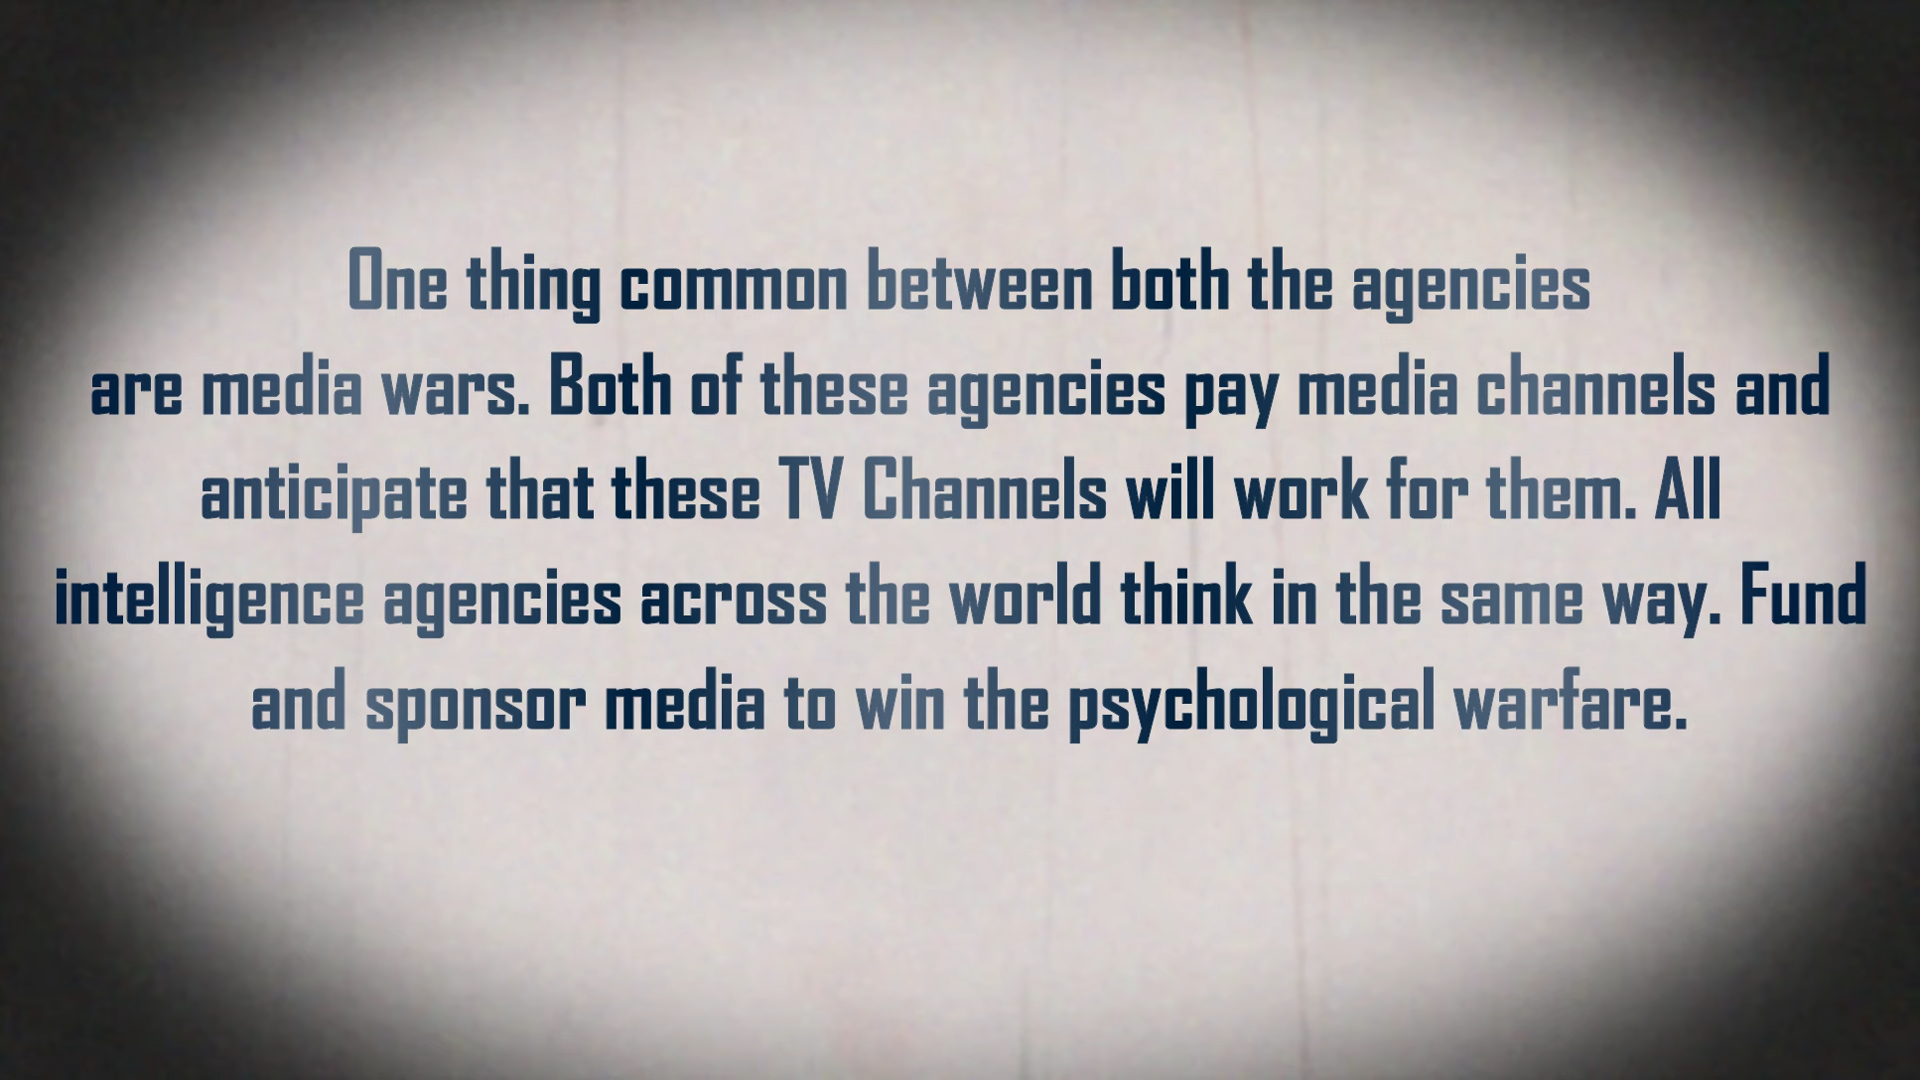 One thing common between both the agencies
are media wars. Both of these agencies pay media channels and
anticipate that these TV Channels will work for them. All
intelligence agencies across the world think in the same way. Fund
and sponsor media to win the psychological warfare.